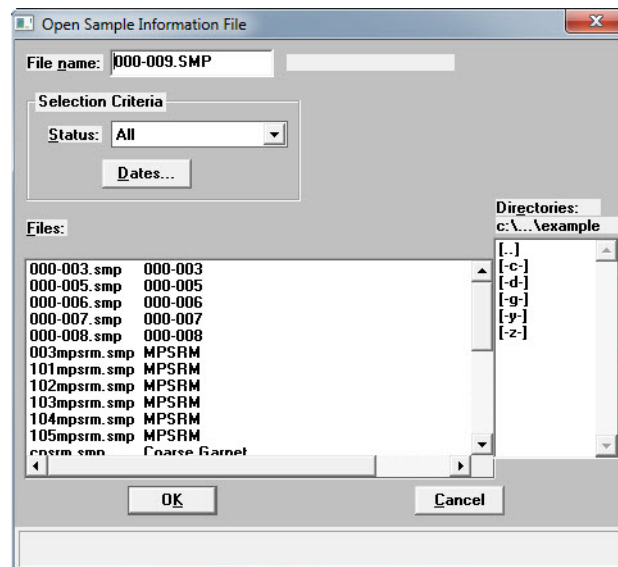 Open Sample Information File
File name: 000-009.SMP
Selection Criteria
Status: All
Dates...
Directories:
c:\...\example
Files:
[..]
[-c-]
[-d-]
[-g-]
[-y-]
[-z-]
000-003.smp 000-003
000-005.smp 000-005
000-006.smp 000-006
000-007.smp 000-007
000-008.smp 000-008
003mpsrm.smp MPSRM
101mpsrm.smp MPSRM
102mpsrm.smp MPSRM
103mpsrm.smp MPSRM
104mpsrm.smp MPSRM
105mpsrm.smp MPSRM
cpsrm.smp Coarse Garnet
OK
Cancel